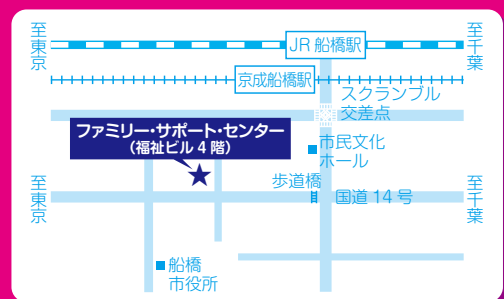 至東京
至千葉
JR 船橋駅
京成船橋駅
スクランブル
交差点
ファミリー・サポート・センター
（福祉ビル 4 階）
市民文化
ホール
歩道橋
至東京
国道 14 号
至千葉
船橋
市役所